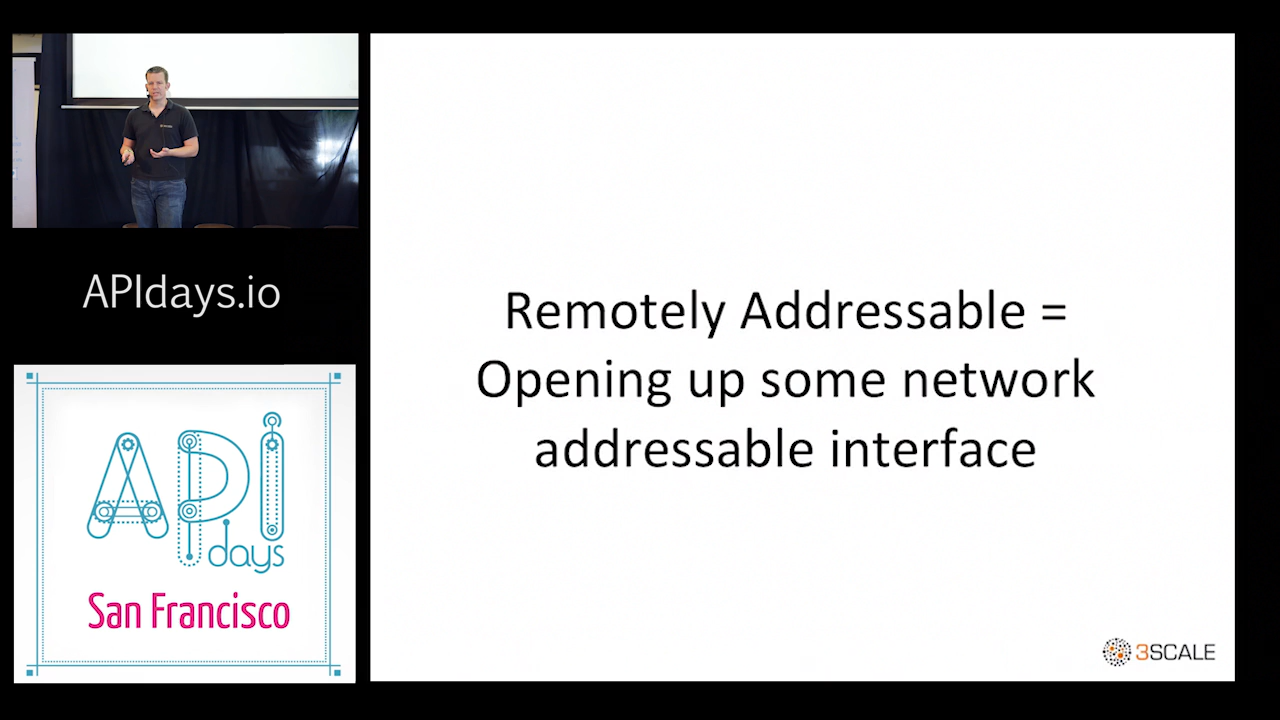 APIdays.io
API
days
San Francisco
Remotely Addressable =
Opening up some network
addressable interface
3SCALE